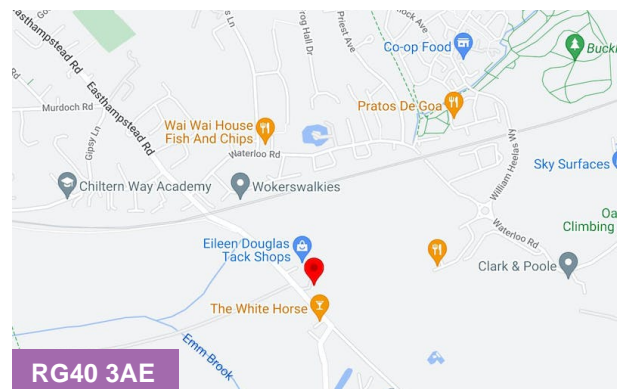 Easthampstead Rd
Gipsy Ln
Murdoch Rd
Easthampstead Rd
Priest Ave
Co-op Food
Pratos De Goa
Wai Wai House
Fish And Chips
Waterloo Rd
Chiltern Way Academy
Wokerswalkies
William Heelas Wy
Sky Surfaces
Climbing
Waterloo Rd
Clark & Poole
Eileen Douglas
Tack Shops
The White Horse
Emm Brook
RG40 3AE